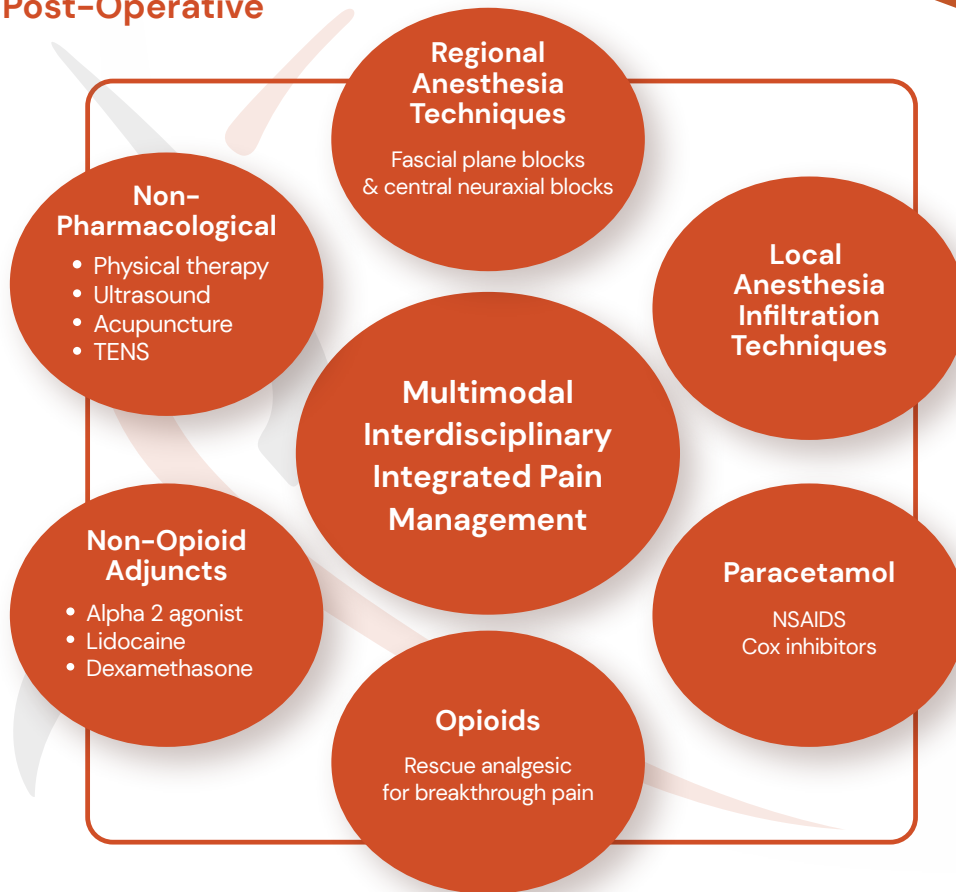 Post-Operative
Regional
Anesthesia
Techniques
Fascial plane blocks
& central neuraxial blocks
Non-
Pharmacological
• Physical therapy
• Ultrasound
• Acupuncture
• TENS
Local
Anesthesia
Infiltration
Techniques
Multimodal
Interdisciplinary
Integrated Pain
Management
Non-Opioid
Adjuncts
• Alpha 2 agonist
• Lidocaine
• Dexamethasone
Paracetamol
NSAIDS
Cox inhibitors
Opioids
Rescue analgesic
for breakthrough pain